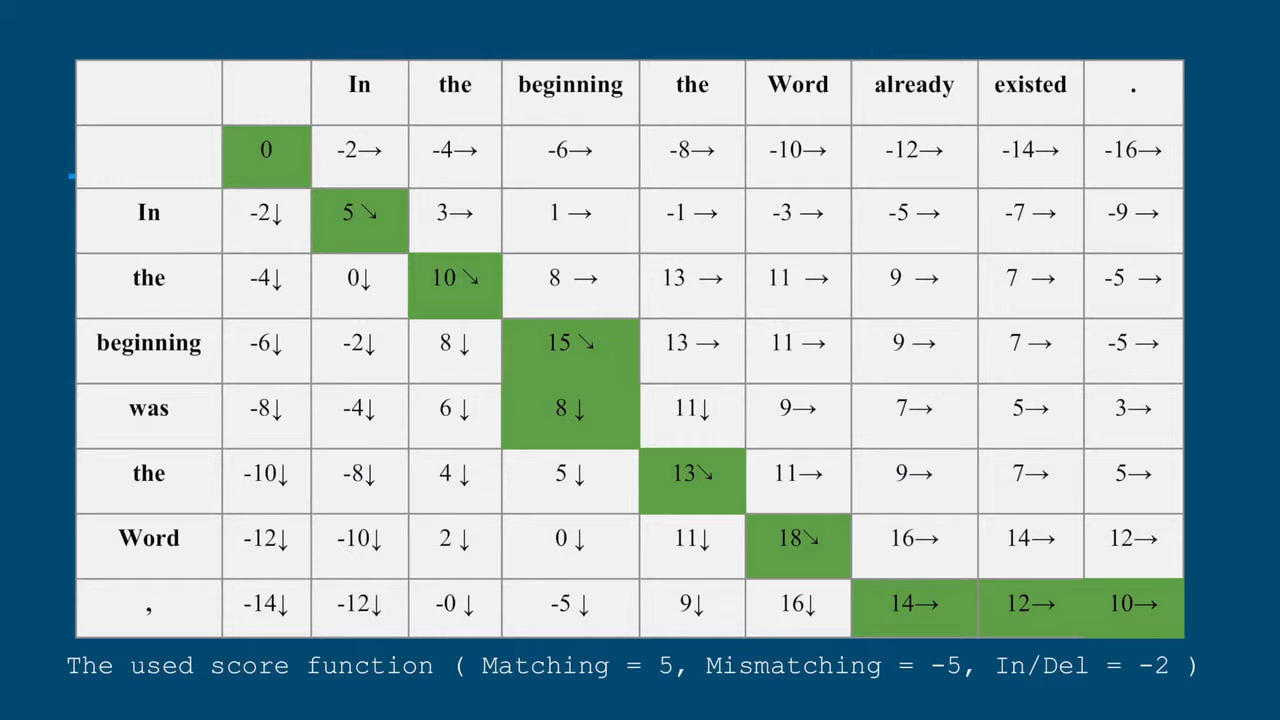 In the beginning the Word already existed .
0 -2→ -4→ -6→ -8→ -10→ -12→ -14→ -16→
In -2↓ 5↘ 3→ 1 → -1 → -3 → -5 → -7 → -9 →
the -4↓ 0↓ 10↘ 8 → 13 → 11 → 9 → 7 → -5 →
beginning -6↓ -2↓ 8 ↓ 15↘ 13 → 11 → 9 → 7 → -5 →
was -8↓ -4↓ 6 ↓ 8 ↓ 11↓ 9→ 7→ 5→ 3→
the -10↓ -8↓ 4 ↓ 5 ↓ 13↘ 11→ 9→ 7→ 5→
Word -12↓ -10↓ 2 ↓ 0 ↓ 11↓ 18↘ 16→ 14→ 12→
, -14↓ -12↓ -0 ↓ -5 ↓ 9↓ 16↓ 14→ 12→ 10→
The used score function ( Matching = 5, Mismatching = -5, In/Del = -2 )